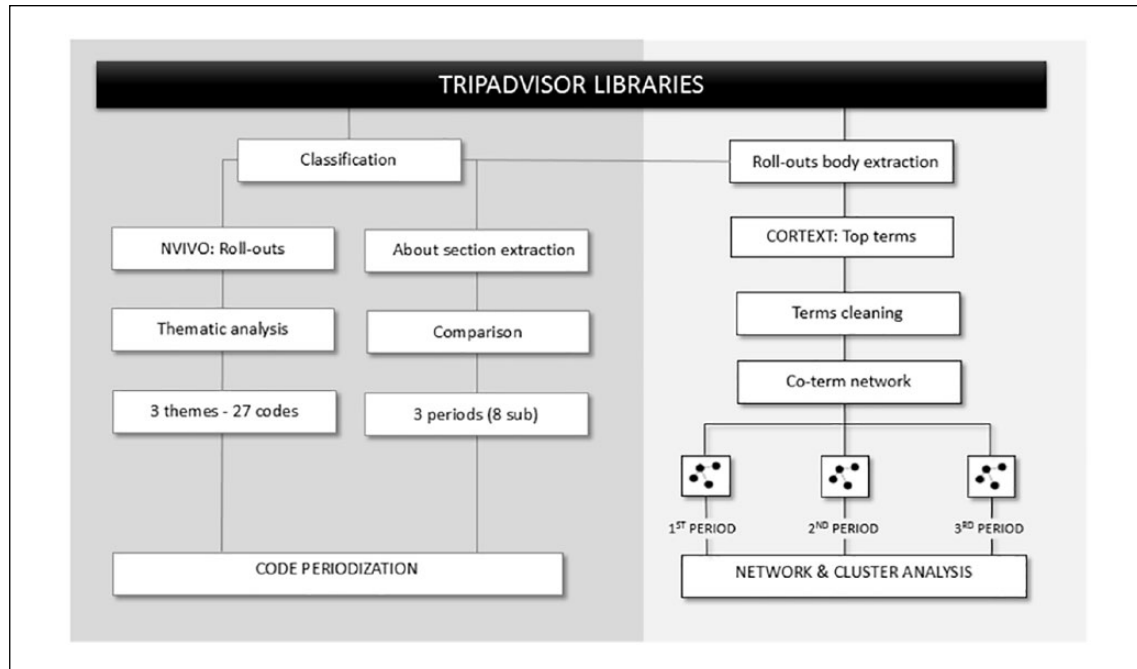 TRIPADVISOR LIBRARIES
Classification
Roll-outs body extraction
NVIVO: Roll-outs
About section extraction
CORTEXT: Top terms
Thematic analysis
Comparison
Terms cleaning
3 themes - 27 codes
3 periods (8 sub)
Co-term network
1ST PERIOD
2ND PERIOD
3RD PERIOD
CODE PERIODIZATION
NETWORK & CLUSTER ANALYSIS